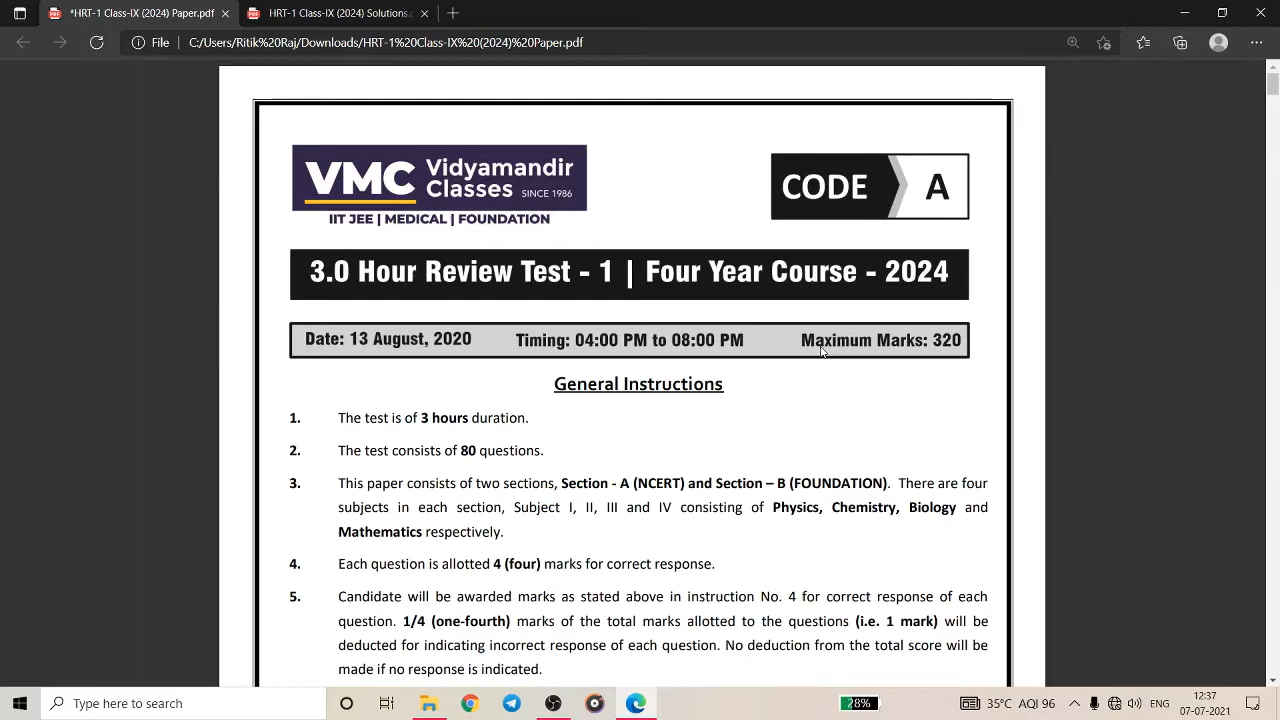 *HRT-1 Class-IX (2024) Paper.pdf
HRT-1 Class-IX (2024) Solutions.
File
C:/Users/Ritik%20Raj/Downloads/HRT-1%20Class-IX%20(2024)%20Paper.pdf
VMC Vidyamandir
Classes SINCE 1986
IIT JEE | MEDICAL | FOUNDATION
CODE A
3.0 Hour Review Test - 1 | Four Year Course - 2024
Date: 13 August, 2020 Timing: 04:00 PM to 08:00 PM Maximum Marks: 320
General Instructions
1. The test is of 3 hours duration.
2. The test consists of 80 questions.
3. This paper consists of two sections, Section - A (NCERT) and Section – B (FOUNDATION). There are four
subjects in each section, Subject I, II, III and IV consisting of Physics, Chemistry, Biology and
Mathematics respectively.
4. Each question is allotted 4 (four) marks for correct response.
5. Candidate will be awarded marks as stated above in instruction No. 4 for correct response of each
question. 1/4 (one-fourth) marks of the total marks allotted to the questions (i.e. 1 mark) will be
deducted for indicating incorrect response of each question. No deduction from the total score will be
made if no response is indicated.
Type here to search
28%
35°C AQI 96
ENG
12:37
07-07-2021